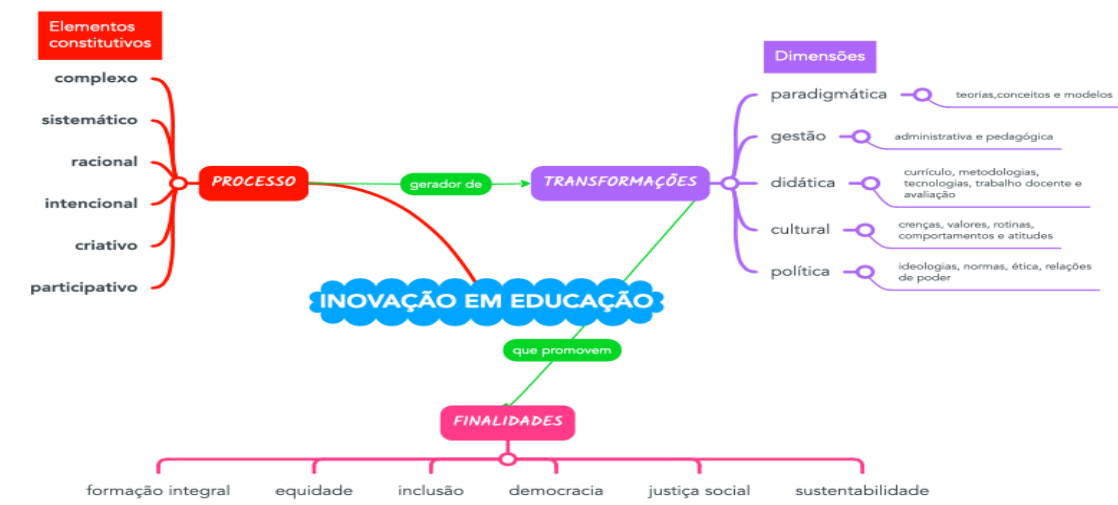 Elementos
constitutivos
complexo
sistemático
racional
intencional
criativo
participativo
PROCESSO
gerador de
TRANSFORMAÇÕES
Dimensões
paradigmática
teorias,conceitos e modelos
gestão
administrativa e pedagógica
didática
currículo, metodologias,
tecnologias, trabalho docente e
avaliação
cultural
crenças, valores, rotinas,
comportamentos e atitudes
política
ideologias, normas, ética, relações
de poder
INOVAÇÃO EM EDUCAÇÃO
que promovem
FINALIDADES
formação integral
equidade
inclusão
democracia
justiça social
sustentabilidade